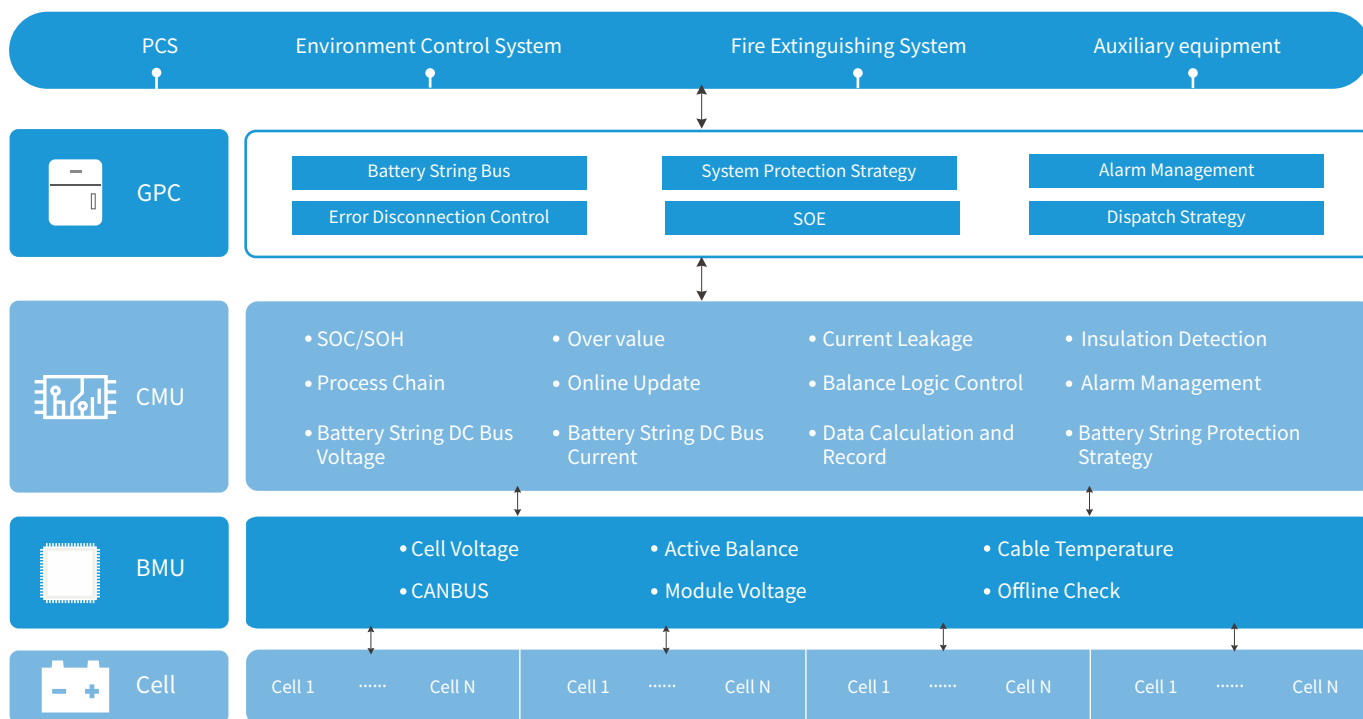 PCS
Environment Control System
Fire Extinguishing System
Auxiliary equipment
GPC
Battery String Bus
System Protection Strategy
Alarm Management
Error Disconnection Control
SOE
Dispatch Strategy
CMU
• SOC/SOH
• Over value
• Current Leakage
• Insulation Detection
• Process Chain
• Online Update
• Balance Logic Control
• Alarm Management
• Battery String DC Bus
Voltage
• Battery String DC Bus
Current
• Data Calculation and
Record
• Battery String Protection
Strategy
BMU
• Cell Voltage
• Active Balance
• Cable Temperature
• CANBUS
• Module Voltage
• Offline Check
Cell
Cell 1 ...... Cell N
Cell 1 ...... Cell N
Cell 1 ...... Cell N
Cell 1 ...... Cell N